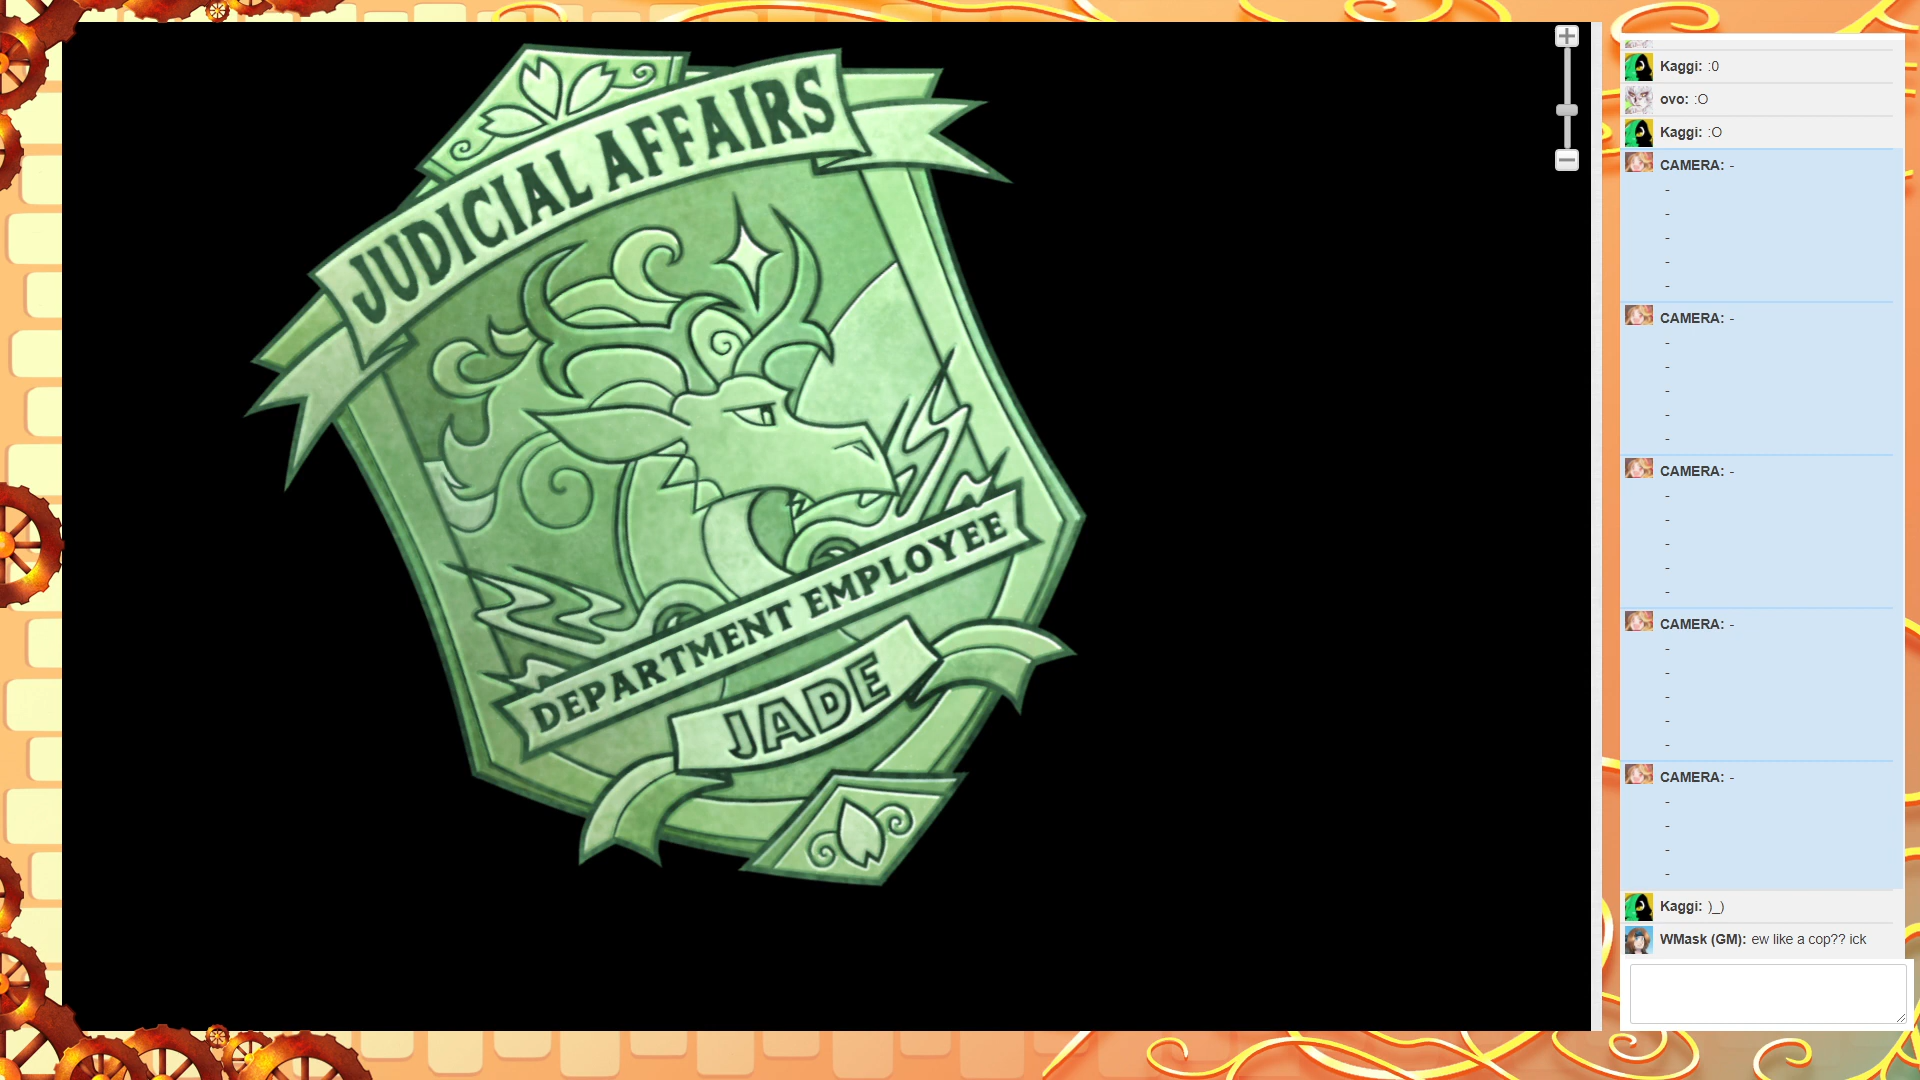 JUDICIAL AFFAIRS
DEPARTMENT EMPLOYEE
JADE
Kaggi: :0
ovo: :O
Kaggi: :O
CAMERA: -
-
-
-
-
-
CAMERA: -
-
-
-
-
-
CAMERA: -
-
-
-
-
-
CAMERA: -
-
-
-
-
-
CAMERA: -
-
-
-
-
Kaggi: )_)
WMask (GM): ew like a cop?? ick